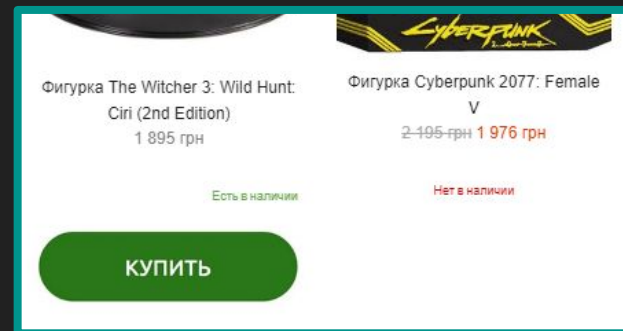 Фигурка The Witcher 3: Wild Hunt:
Ciri (2nd Edition)
1 895 грн
Есть в наличии
КУПИТЬ
CYBERPUNK
2077
Фигурка Cyberpunk 2077: Female
V
2 195 грн 1 976 грн
Нет в наличии